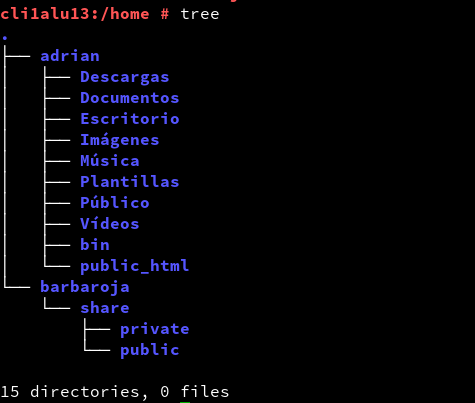 cli1alu13:/home # tree
.
├── adrian
│   ├── Descargas
│   ├── Documentos
│   ├── Escritorio
│   ├── Imágenes
│   ├── Música
│   ├── Plantillas
│   ├── Público
│   ├── Vídeos
│   ├── bin
│   └── public_html
└── barbaroja
    └── share
        ├── private
        └── public
15 directories, 0 files